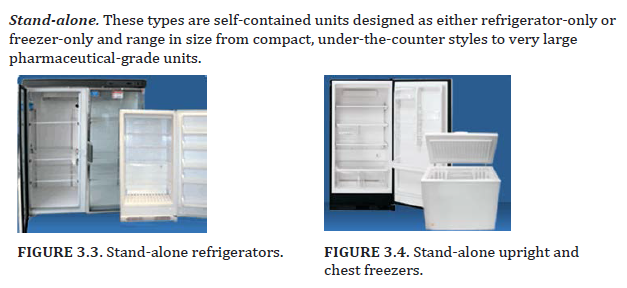 Stand-alone. These types are self-contained units designed as either refrigerator-only or
freezer-only and range in size from compact, under-the-counter styles to very large
pharmaceutical-grade units.
FIGURE 3.3. Stand-alone refrigerators.
FIGURE 3.4. Stand-alone upright and
chest freezers.